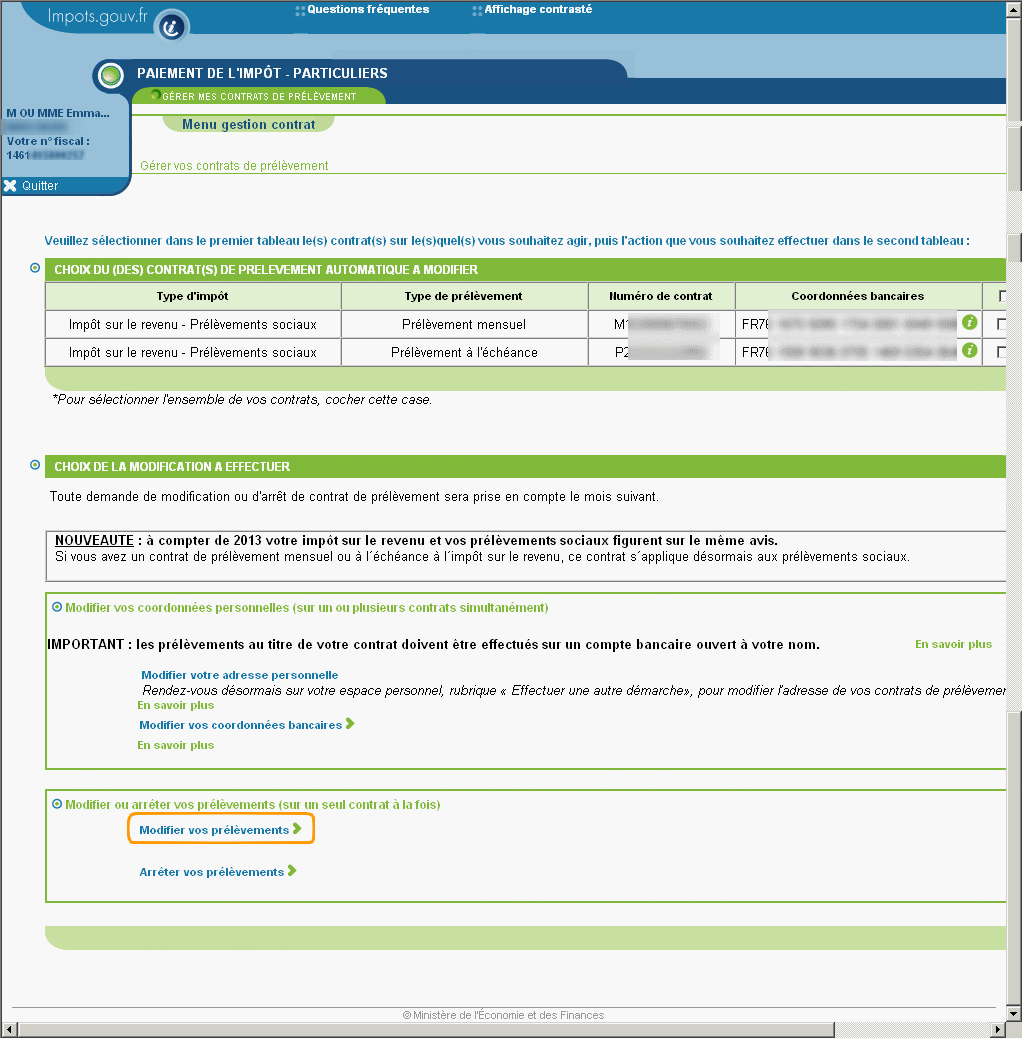 Impots.gouv.fr
Questions fréquentes
Affichage contrasté
PAIEMENT DE L'IMPÔT - PARTICULIERS
GÉRER MES CONTRATS DE PRÉLÈVEMENT
M OU MME Emma...
Votre n° fiscal :
1461
Quitter
Menu gestion contrat
Gérer vos contrats de prélèvement
Veuillez sélectionner dans le premier tableau le(s) contrat(s) sur le(s)quel(s) vous souhaitez agir, puis l'action que vous souhaitez effectuer dans le second tableau :
CHOIX DU (DES) CONTRAT(S) DE PRELEVEMENT AUTOMATIQUE A MODIFIER
Type d'impôt Type de prélèvement Numéro de contrat Coordonnées bancaires
Impôt sur le revenu - Prélèvements sociaux Prélèvement mensuel M1 FR76
Impôt sur le revenu - Prélèvements sociaux Prélèvement à l'échéance P2 FR76
*Pour sélectionner l'ensemble de vos contrats, cocher cette case.
CHOIX DE LA MODIFICATION A EFFECTUER
Toute demande de modification ou d'arrêt de contrat de prélèvement sera prise en compte le mois suivant.
NOUVEAUTE : à compter de 2013 votre impôt sur le revenu et vos prélèvements sociaux figurent sur le même avis.
Si vous avez un contrat de prélèvement mensuel ou à l´échéance à l´impôt sur le revenu, ce contrat s´applique désormais aux prélèvements sociaux.
Modifier vos coordonnées personnelles (sur un ou plusieurs contrats simultanément)
IMPORTANT : les prélèvements au titre de votre contrat doivent être effectués sur un compte bancaire ouvert à votre nom. En savoir plus
Modifier votre adresse personnelle
Rendez-vous désormais sur votre espace personnel, rubrique « Effectuer une autre démarche», pour modifier l'adresse de vos contrats de prélèvemer
En savoir plus
Modifier vos coordonnées bancaires
En savoir plus
Modifier ou arrêter vos prélèvements (sur un seul contrat à la fois)
Modifier vos prélèvements
Arrêter vos prélèvements
© Ministère de l'Économie et des Finances